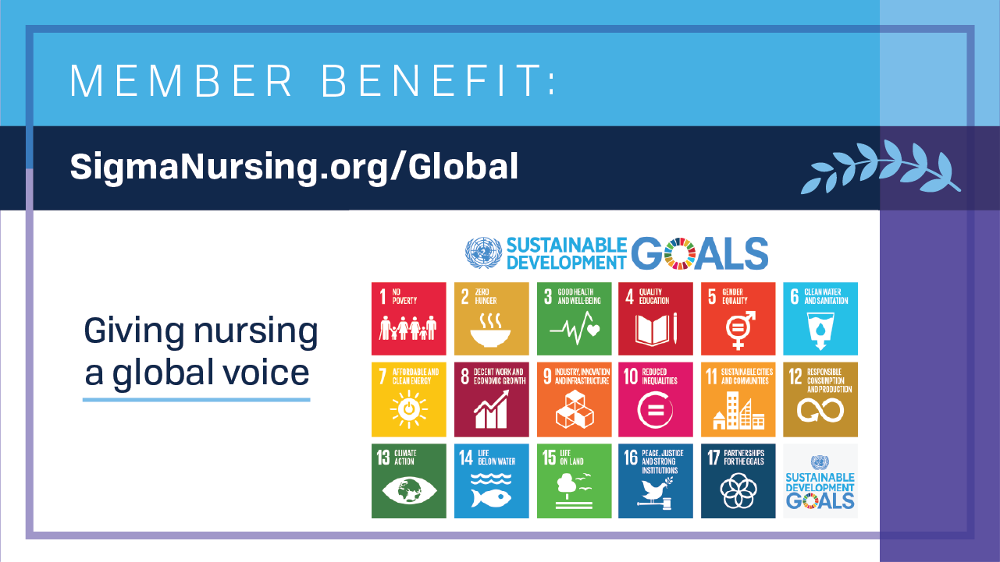 MEMBER BENEFIT:
SigmaNursing.org/Global
Giving nursing
a global voice
SUSTAINABLE
DEVELOPMENT
GOALS
1 NO
POVERTY
2 ZERO
HUNGER
3 GOOD HEALTH
AND WELL-BEING
4 QUALITY
EDUCATION
5 GENDER
EQUALITY
6 CLEAN WATER
AND SANITATION
7 AFFORDABLE AND
CLEAN ENERGY
8 DECENT WORK AND
ECONOMIC GROWTH
9 INDUSTRY, INNOVATION
AND INFRASTRUCTURE
10 REDUCED
INEQUALITIES
11 SUSTAINABLE CITIES
AND COMMUNITIES
12 RESPONSIBLE
CONSUMPTION
AND PRODUCTION
13 CLIMATE
ACTION
14 LIFE
BELOW WATER
15 LIFE
ON LAND
16 PEACE, JUSTICE
AND STRONG
INSTITUTIONS
17 PARTNERSHIPS
FOR THE GOALS
SUSTAINABLE
DEVELOPMENT
GOALS